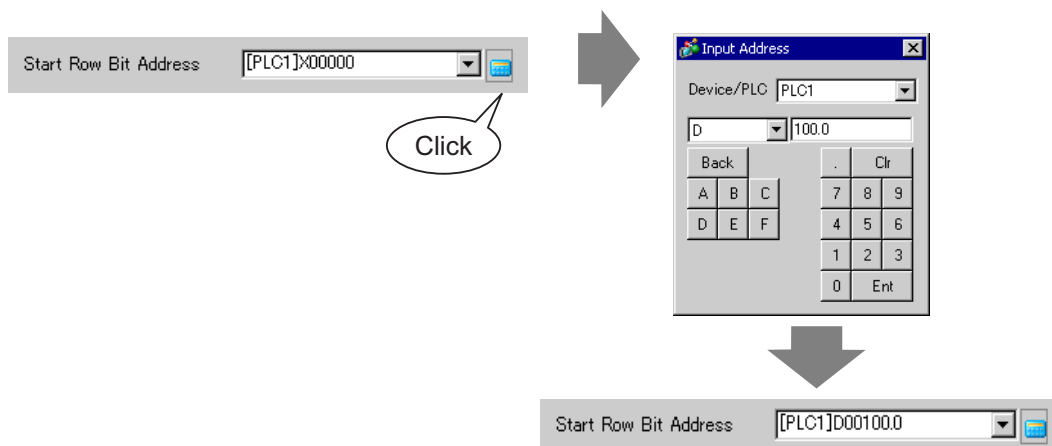 Start Row Bit Address [PLC1]X00000
Click
Input Address
Device/PLC PLC1
D 100.0
Back . Clr
A B C 7 8 9
D E F 4 5 6
1 2 3
0 Ent
Start Row Bit Address [PLC1]D00100.0